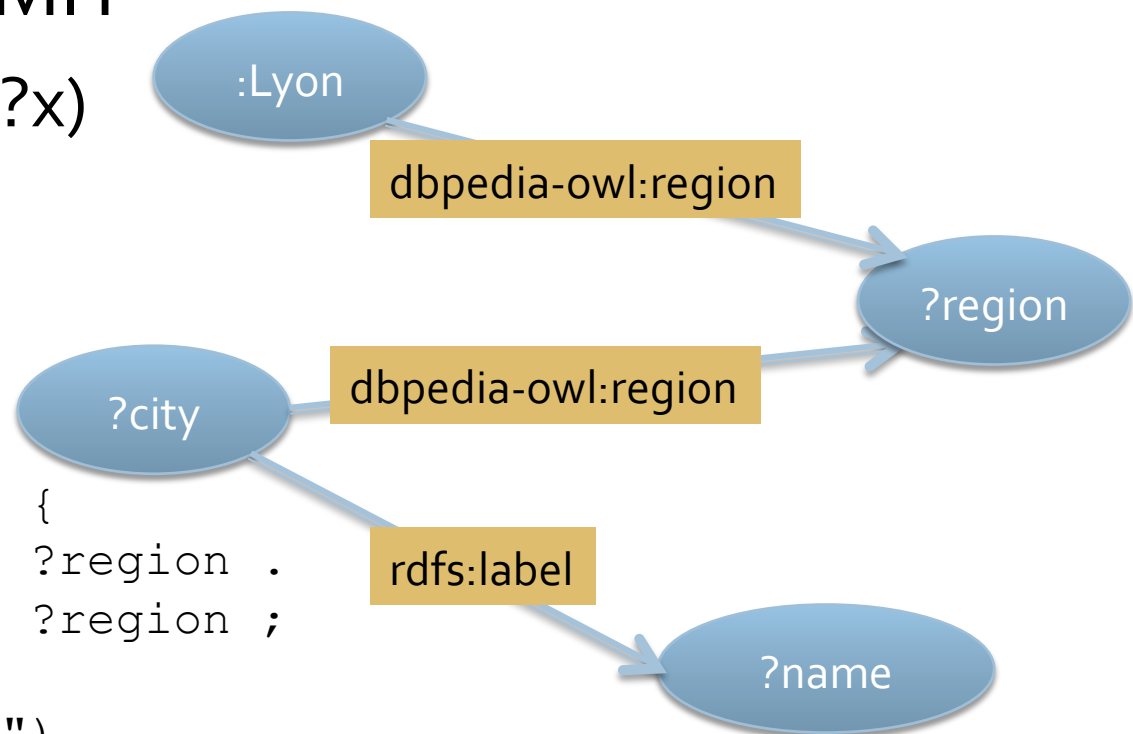 ?x)
:Lyon
dbpedia-owl:region
?region
dbpedia-owl:region
?city
{
?region .
rdfs:label
?region ;
?name
")